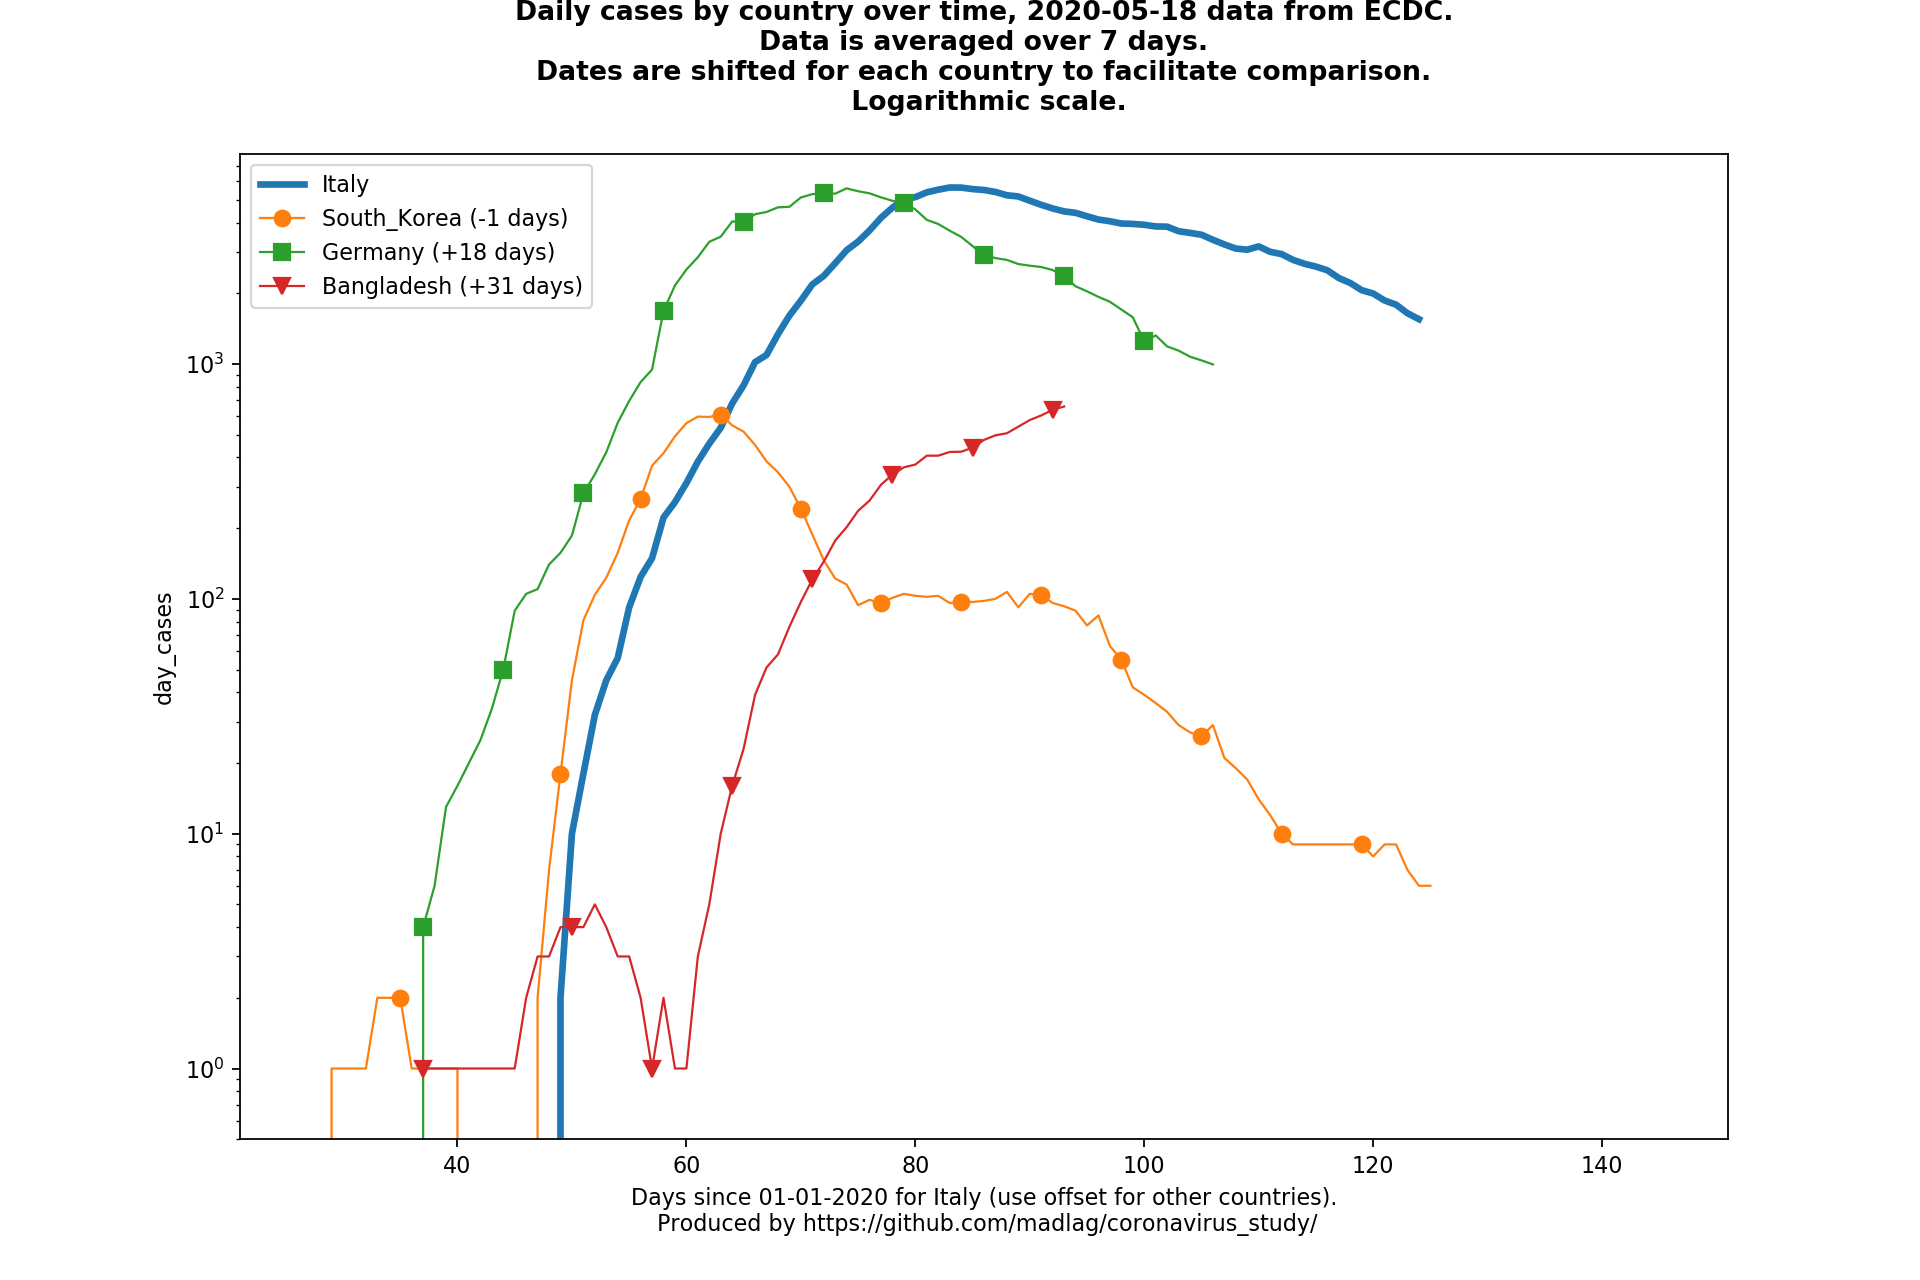 Daily cases by country over time, 2020-05-18 data from ECDC.
Data is averaged over 7 days.
Dates are shifted for each country to facilitate comparison.
Logarithmic scale.
Italy
South_Korea (-1 days)
Germany (+18 days)
Bangladesh (+31 days)
day_cases
10³
10²
10¹
10⁰
40 60 80 100 120 140
Days since 01-01-2020 for Italy (use offset for other countries).
Produced by https://github.com/madlag/coronavirus_study/